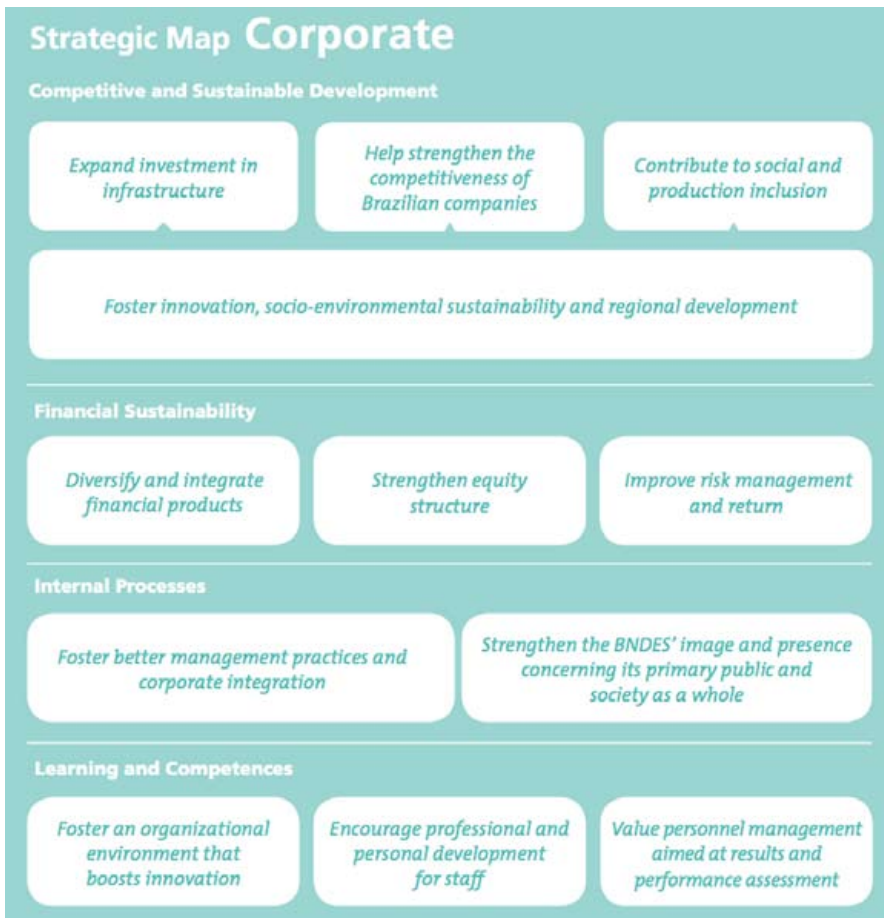 Strategic Map Corporate
Competitive and Sustainable Development
Expand investment in
infrastructure
Help strengthen the
competitiveness of
Brazilian companies
Contribute to social and
production inclusion
Foster innovation, socio-environmental sustainability and regional development
Financial Sustainability
Diversify and integrate
financial products
Strengthen equity
structure
Improve risk management
and return
Internal Processes
Foster better management practices and
corporate integration
Strengthen the BNDES' image and presence
concerning its primary public and
society as a whole
Learning and Competences
Foster an organizational
environment that
boosts innovation
Encourage professional and
personal development
for staff
Value personnel management
aimed at results and
performance assessment